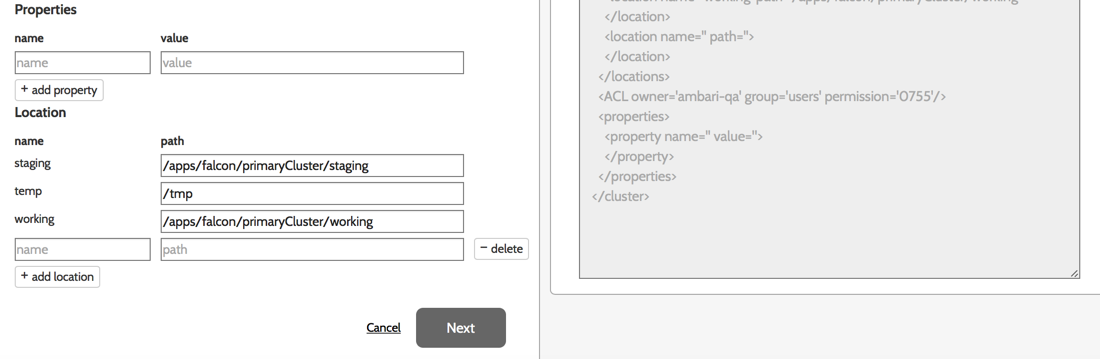 Properties
name value
name value
+ add property
Location
name path
staging /apps/falcon/primaryCluster/staging
temp /tmp
working /apps/falcon/primaryCluster/working
name path − delete
+ add location
Cancel Next
</location>
<location name='' path=''>
</location>
</locations>
<ACL owner='ambari-qa' group='users' permission='0755'/>
<properties>
<property name='' value=''>
</property>
</properties>
</cluster>